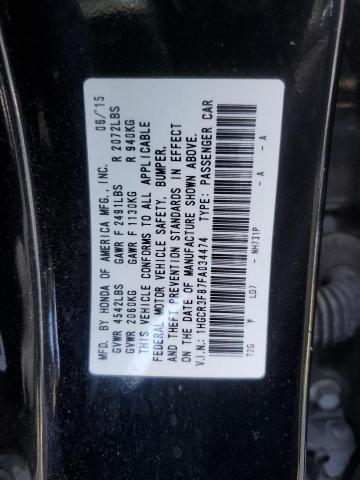 MFD. BY HONDA OF AMERICA MFG., INC. 06/15
GVWR 4542LBS GAWR F 2491LBS R 2072LBS
GVWR 2060KG GAWR F 1130KG R 940KG
THIS VEHICLE CONFORMS TO ALL APPLICABLE
FEDERAL MOTOR VEHICLE SAFETY, BUMPER,
AND THEFT PREVENTION STANDARDS IN EFFECT
ON THE DATE OF MANUFACTURE SHOWN ABOVE.
V.I.N.: 1HGCR3F87FA034474 TYPE: PASSENGER CAR
T2G F LD7 - NH731P - A - A